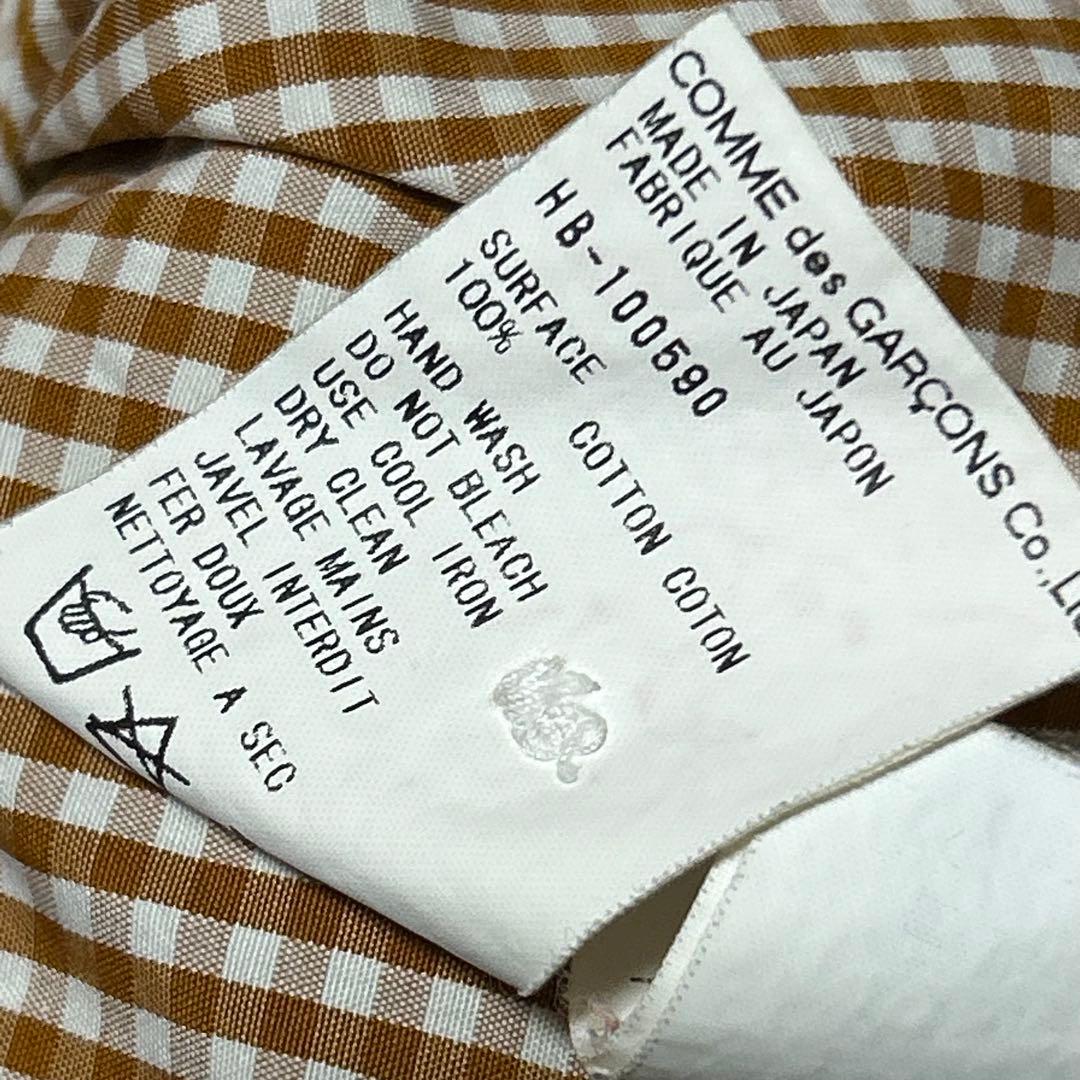 COMME des GARÇONS Co.,
MADE IN JAPAN
FABRIQUE AU JAPON
HB-100590
SURFACE
100% COTTON COTON
HAND WASH
DO NOT BLEACH
USE COOL IRON
DRY CLEAN
LAVAGE MAINS
JAVEL INTERDIT
FER DOUX
NETTOYAGE A SEC